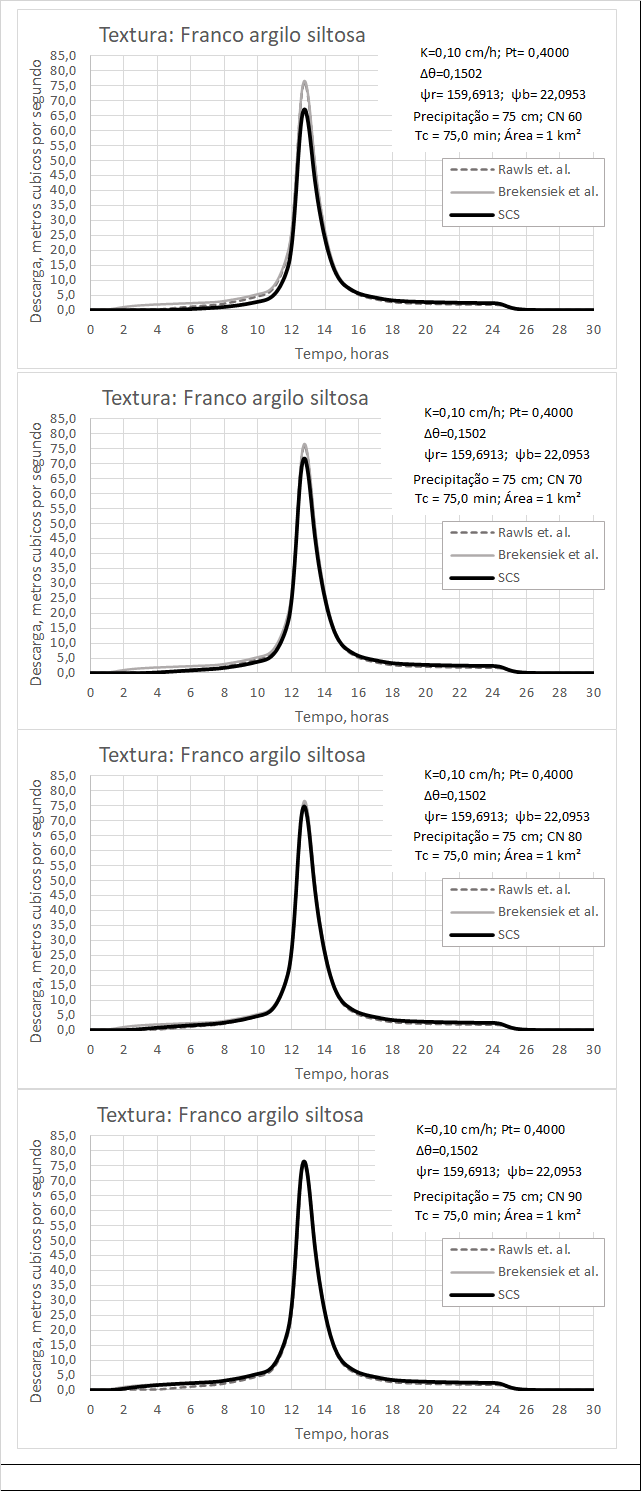 Textura: Franco argilo siltosa
K=0,10 cm/h; Pt= 0,4000
Δθ=0,1502
ψr= 159,6913; ψb= 22,0953
Precipitação = 75 cm; CN 60
Tc = 75,0 min; Área = 1 km²
Rawls et. al.
Brekensiek et al.
SCS
Descarga, metros cubicos por segundo
85,0
80,0
75,0
70,0
65,0
60,0
55,0
50,0
45,0
40,0
35,0
30,0
25,0
20,0
15,0
10,0
5,0
0,0
0 2 4 6 8 10 12 14 16 18 20 22 24 26 28 30
Tempo, horas
Textura: Franco argilo siltosa
K=0,10 cm/h; Pt= 0,4000
Δθ=0,1502
ψr= 159,6913; ψb= 22,0953
Precipitação = 75 cm; CN 70
Tc = 75,0 min; Área = 1 km²
Rawls et. al.
Brekensiek et al.
SCS
Descarga, metros cubicos por segundo
85,0
80,0
75,0
70,0
65,0
60,0
55,0
50,0
45,0
40,0
35,0
30,0
25,0
20,0
15,0
10,0
5,0
0,0
0 2 4 6 8 10 12 14 16 18 20 22 24 26 28 30
Tempo, horas
Textura: Franco argilo siltosa
K=0,10 cm/h; Pt= 0,4000
Δθ=0,1502
ψr= 159,6913; ψb= 22,0953
Precipitação = 75 cm; CN 80
Tc = 75,0 min; Área = 1 km²
Rawls et. al.
Brekensiek et al.
SCS
Descarga, metros cubicos por segundo
85,0
80,0
75,0
70,0
65,0
60,0
55,0
50,0
45,0
40,0
35,0
30,0
25,0
20,0
15,0
10,0
5,0
0,0
0 2 4 6 8 10 12 14 16 18 20 22 24 26 28 30
Tempo, horas
Textura: Franco argilo siltosa
K=0,10 cm/h; Pt= 0,4000
Δθ=0,1502
ψr= 159,6913; ψb= 22,0953
Precipitação = 75 cm; CN 90
Tc = 75,0 min; Área = 1 km²
Rawls et. al.
Brekensiek et al.
SCS
Descarga, metros cubicos por segundo
85,0
80,0
75,0
70,0
65,0
60,0
55,0
50,0
45,0
40,0
35,0
30,0
25,0
20,0
15,0
10,0
5,0
0,0
0 2 4 6 8 10 12 14 16 18 20 22 24 26 28 30
Tempo, horas